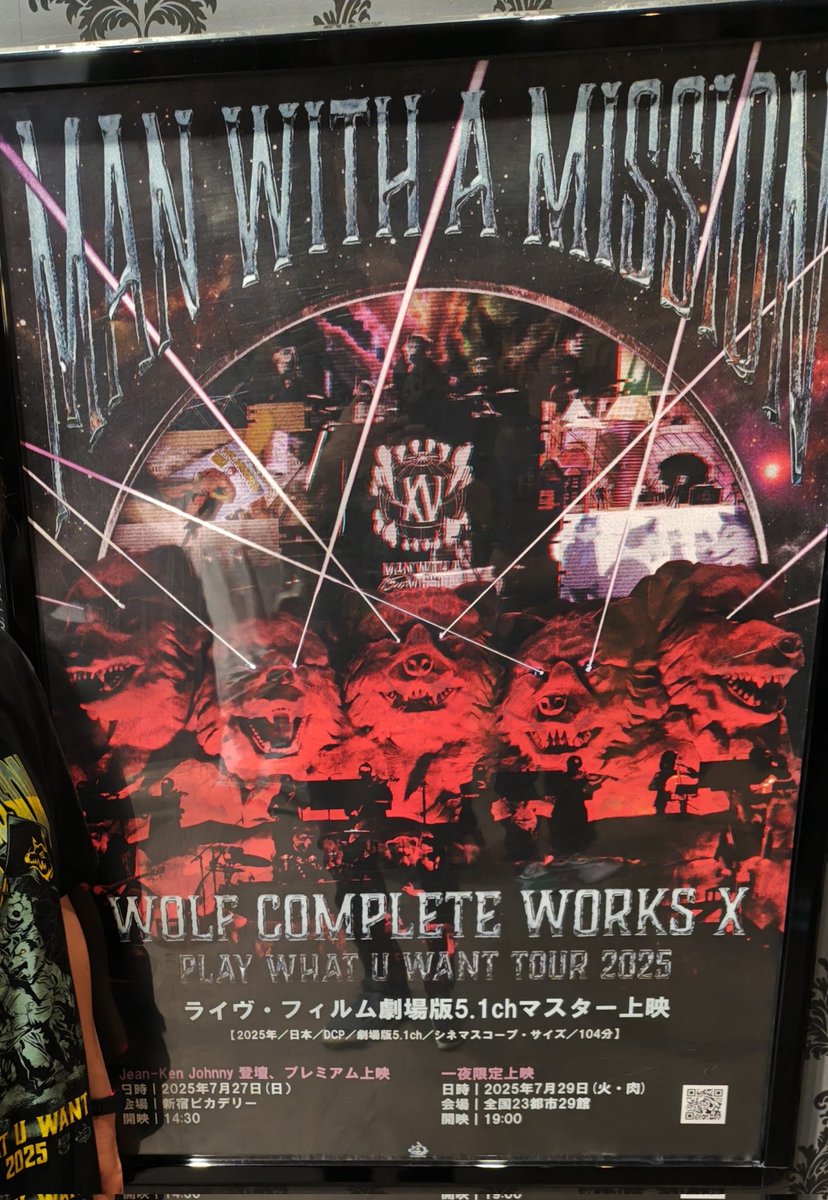 MAN WITH A MISSION
XV
WOLF COMPLETE WORKS X
PLAY WHAT U WANT TOUR 2025
ライヴ・フィルム劇場版5.1chマスター上映
【2025年／日本／DCP／劇場版5.1ch／シネマスコープ・サイズ／104分】
Jean-Ken Johnny 登壇、プレミアム上映
日時｜2025年7月27日(日)
会場｜新宿ピカデリー
開映｜14:30
一夜限定上映
日時｜2025年7月29日(火・肉)
会場｜全国23都市29館
開映｜19:00
U WANT
2025